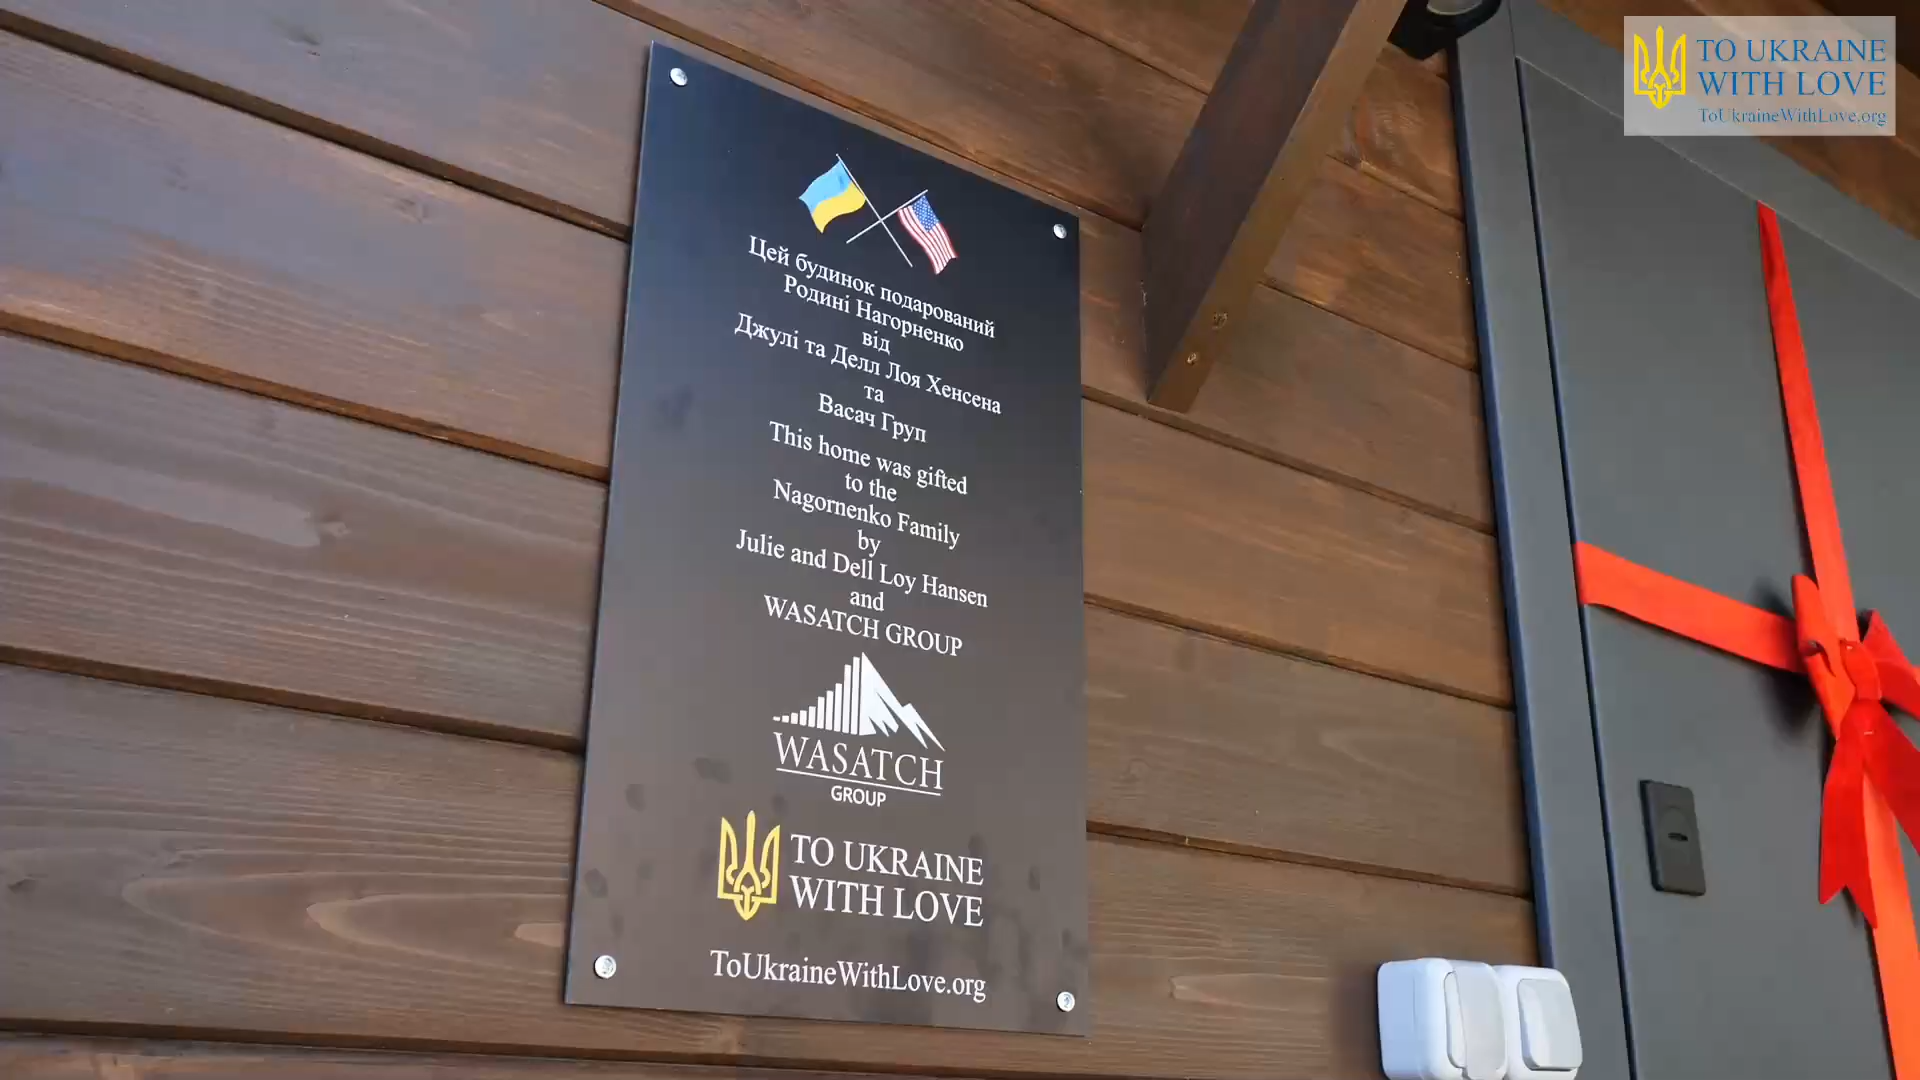 Цей будинок подарований
Родині Нагорненко
від
Джулі та Делл Лоя Хенсена
та
Васач Груп
This home was gifted
to the
Nagornenko Family
by
Julie and Dell Loy Hansen
and
WASATCH GROUP
WASATCH
GROUP
TO UKRAINE
WITH LOVE
ToUkraineWithLove.org
TO UKRAINE
WITH LOVE
ToUkraineWithLove.org